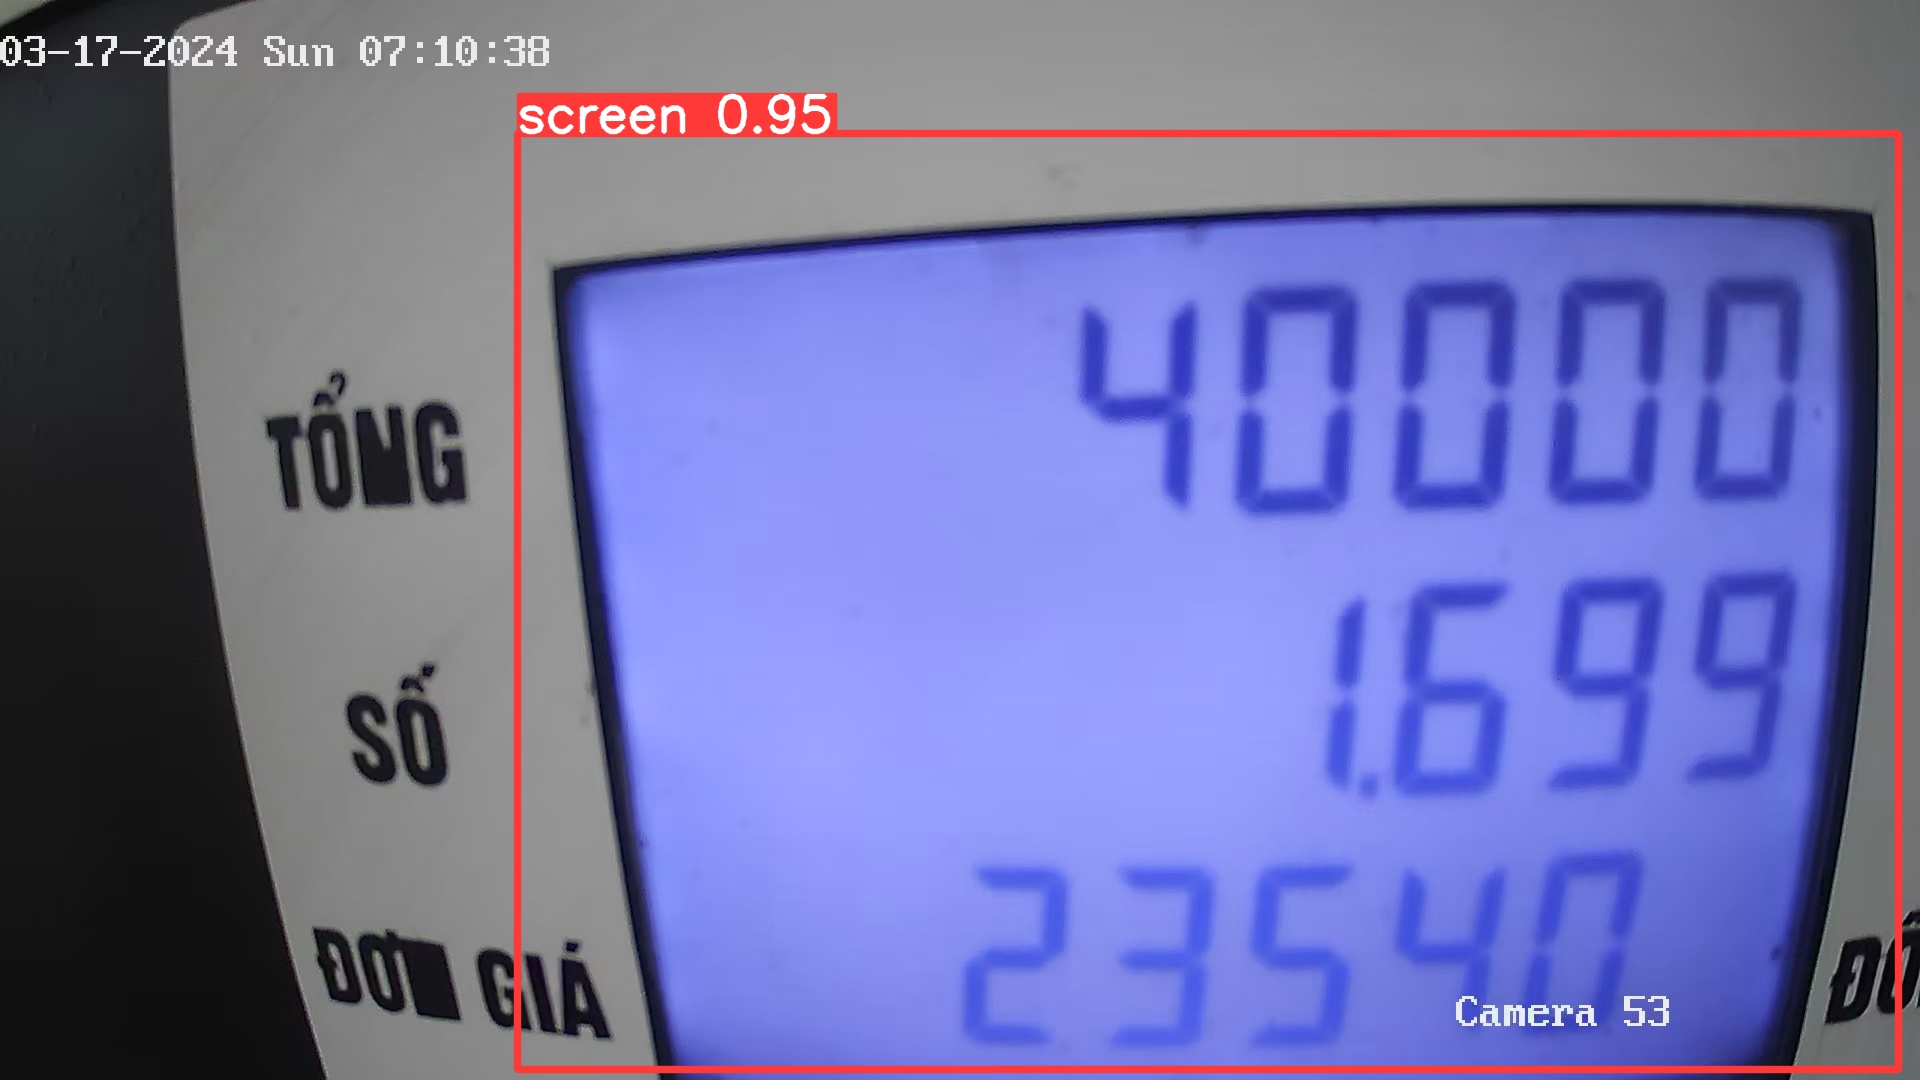 03-17-2024 Sun 07:10:38
screen 0.95
TỔNG 40000
SỐ 1.699
ĐƠN GIÁ 23540
Camera 53